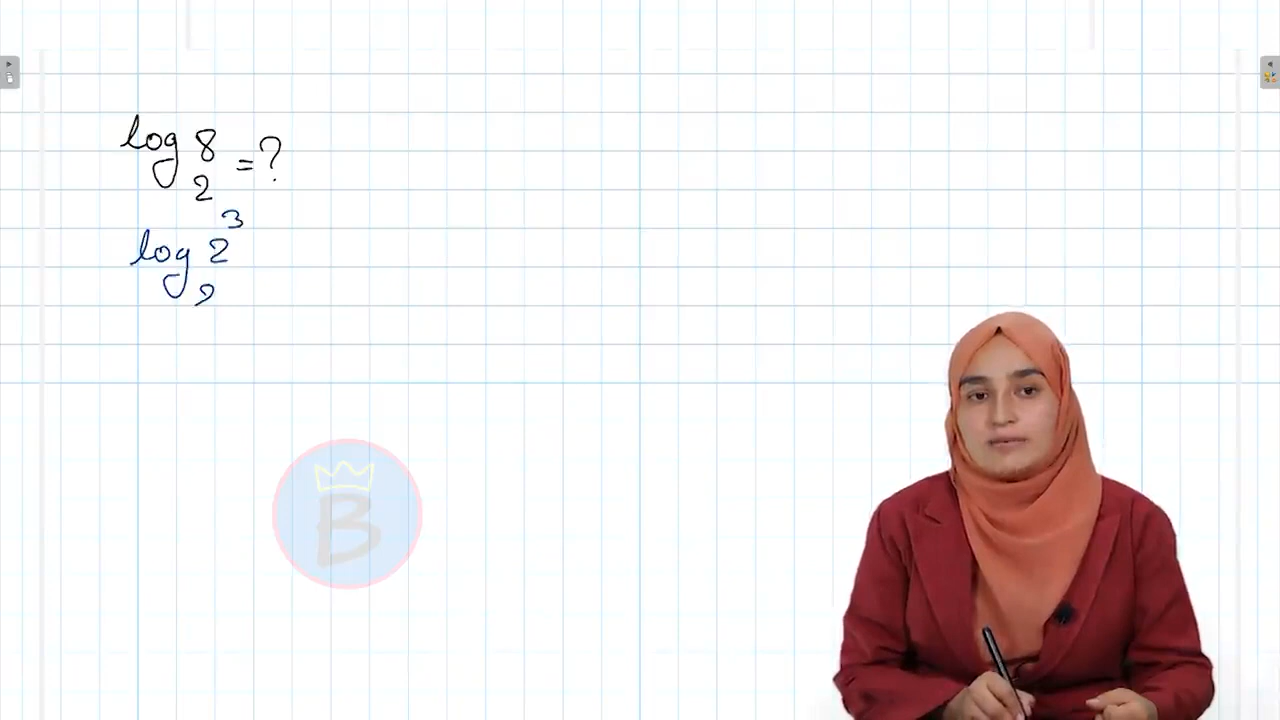 log₂ 8 = ?
log₂ 2³
B